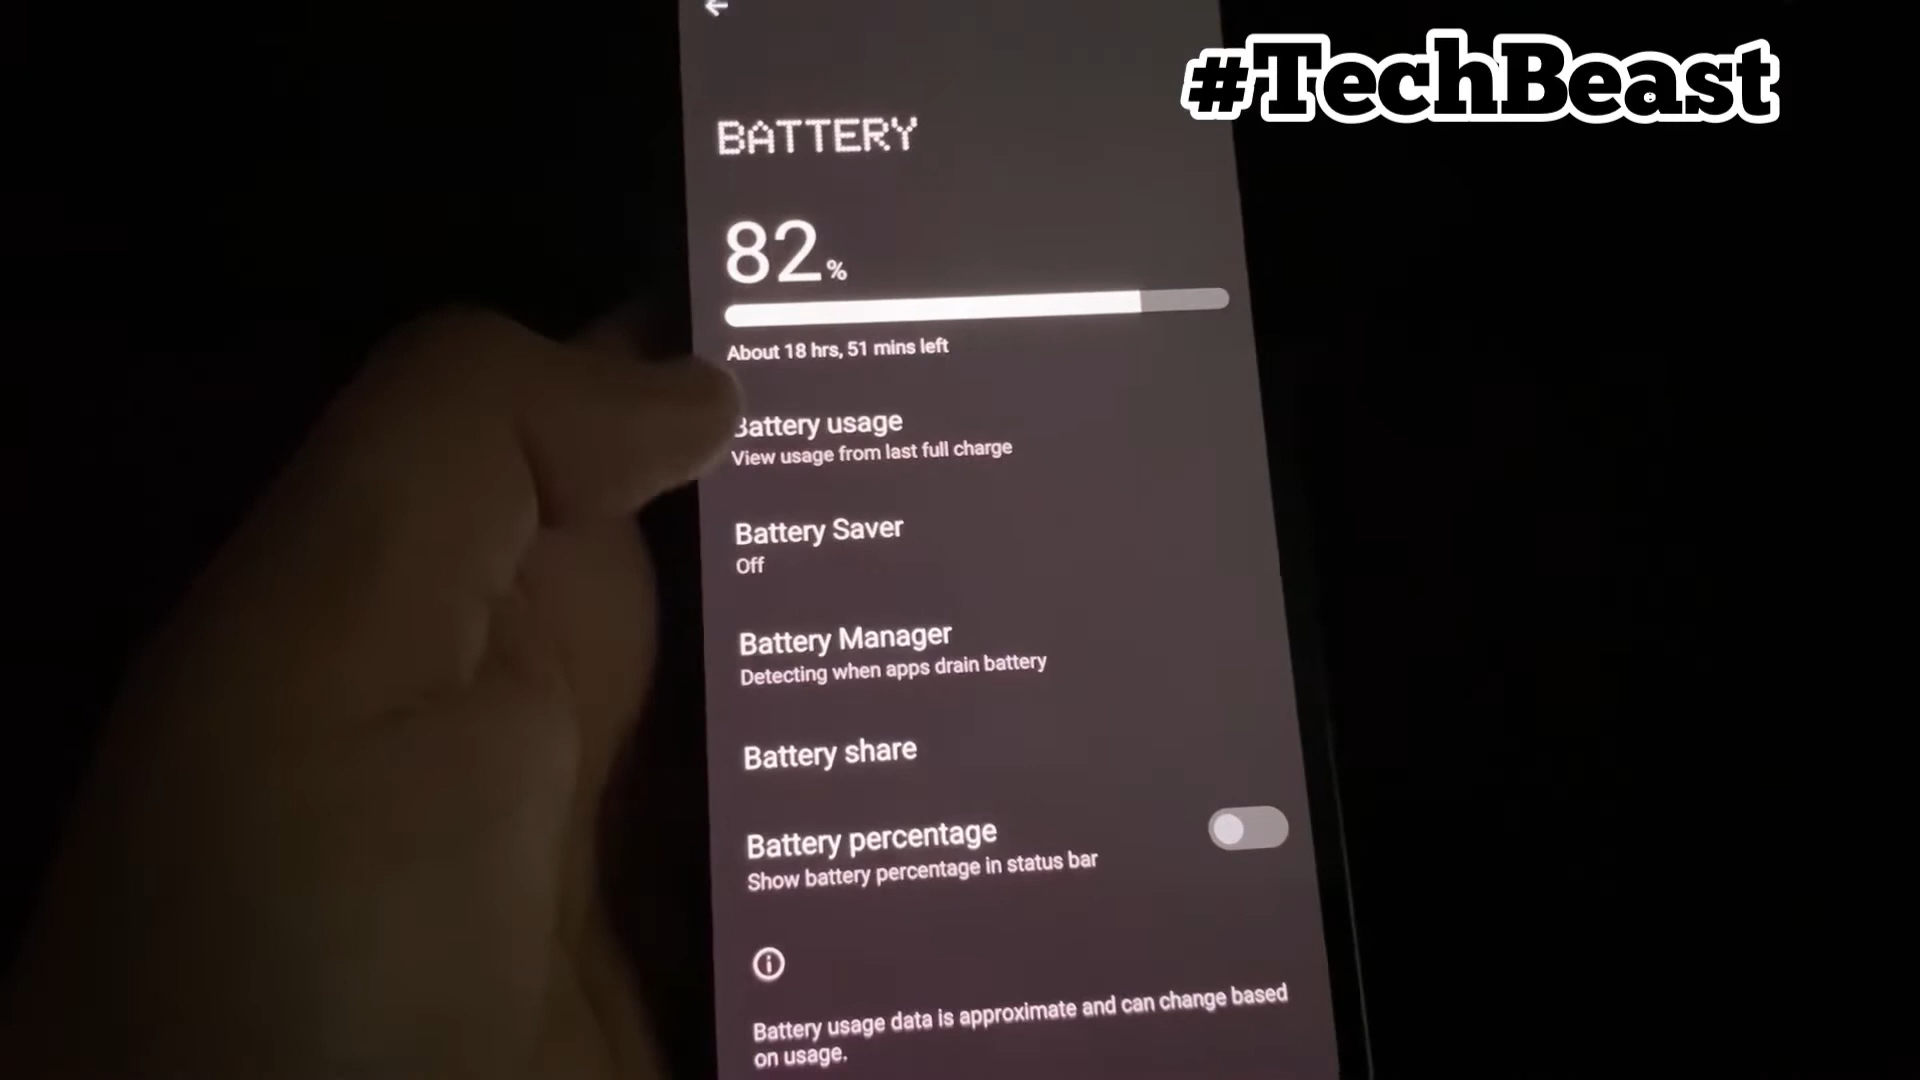 #TechBeast
BATTERY
82%
About 18 hrs, 51 mins left
Battery usage
View usage from last full charge
Battery Saver
Off
Battery Manager
Detecting when apps drain battery
Battery share
Battery percentage
Show battery percentage in status bar
Battery usage data is approximate and can change based
on usage.